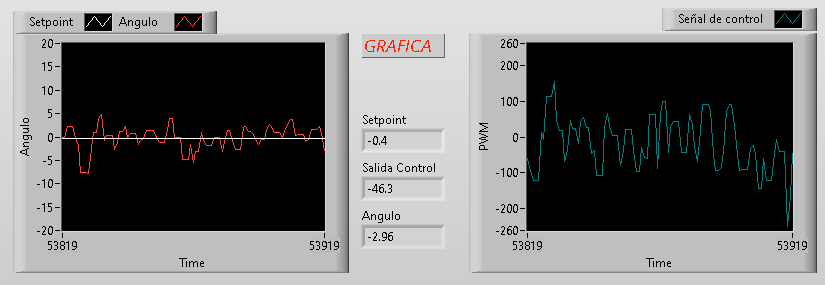 Setpoint
Angulo
20
15
10
5
0
-5
-10
-15
-20
Angulo
53819
53919
Time
GRAFICA
Setpoint
-0.4
Salida Control
-46.3
Angulo
-2.96
Señal de control
260
200
100
0
-100
-200
-260
PWM
53819
53919
Time